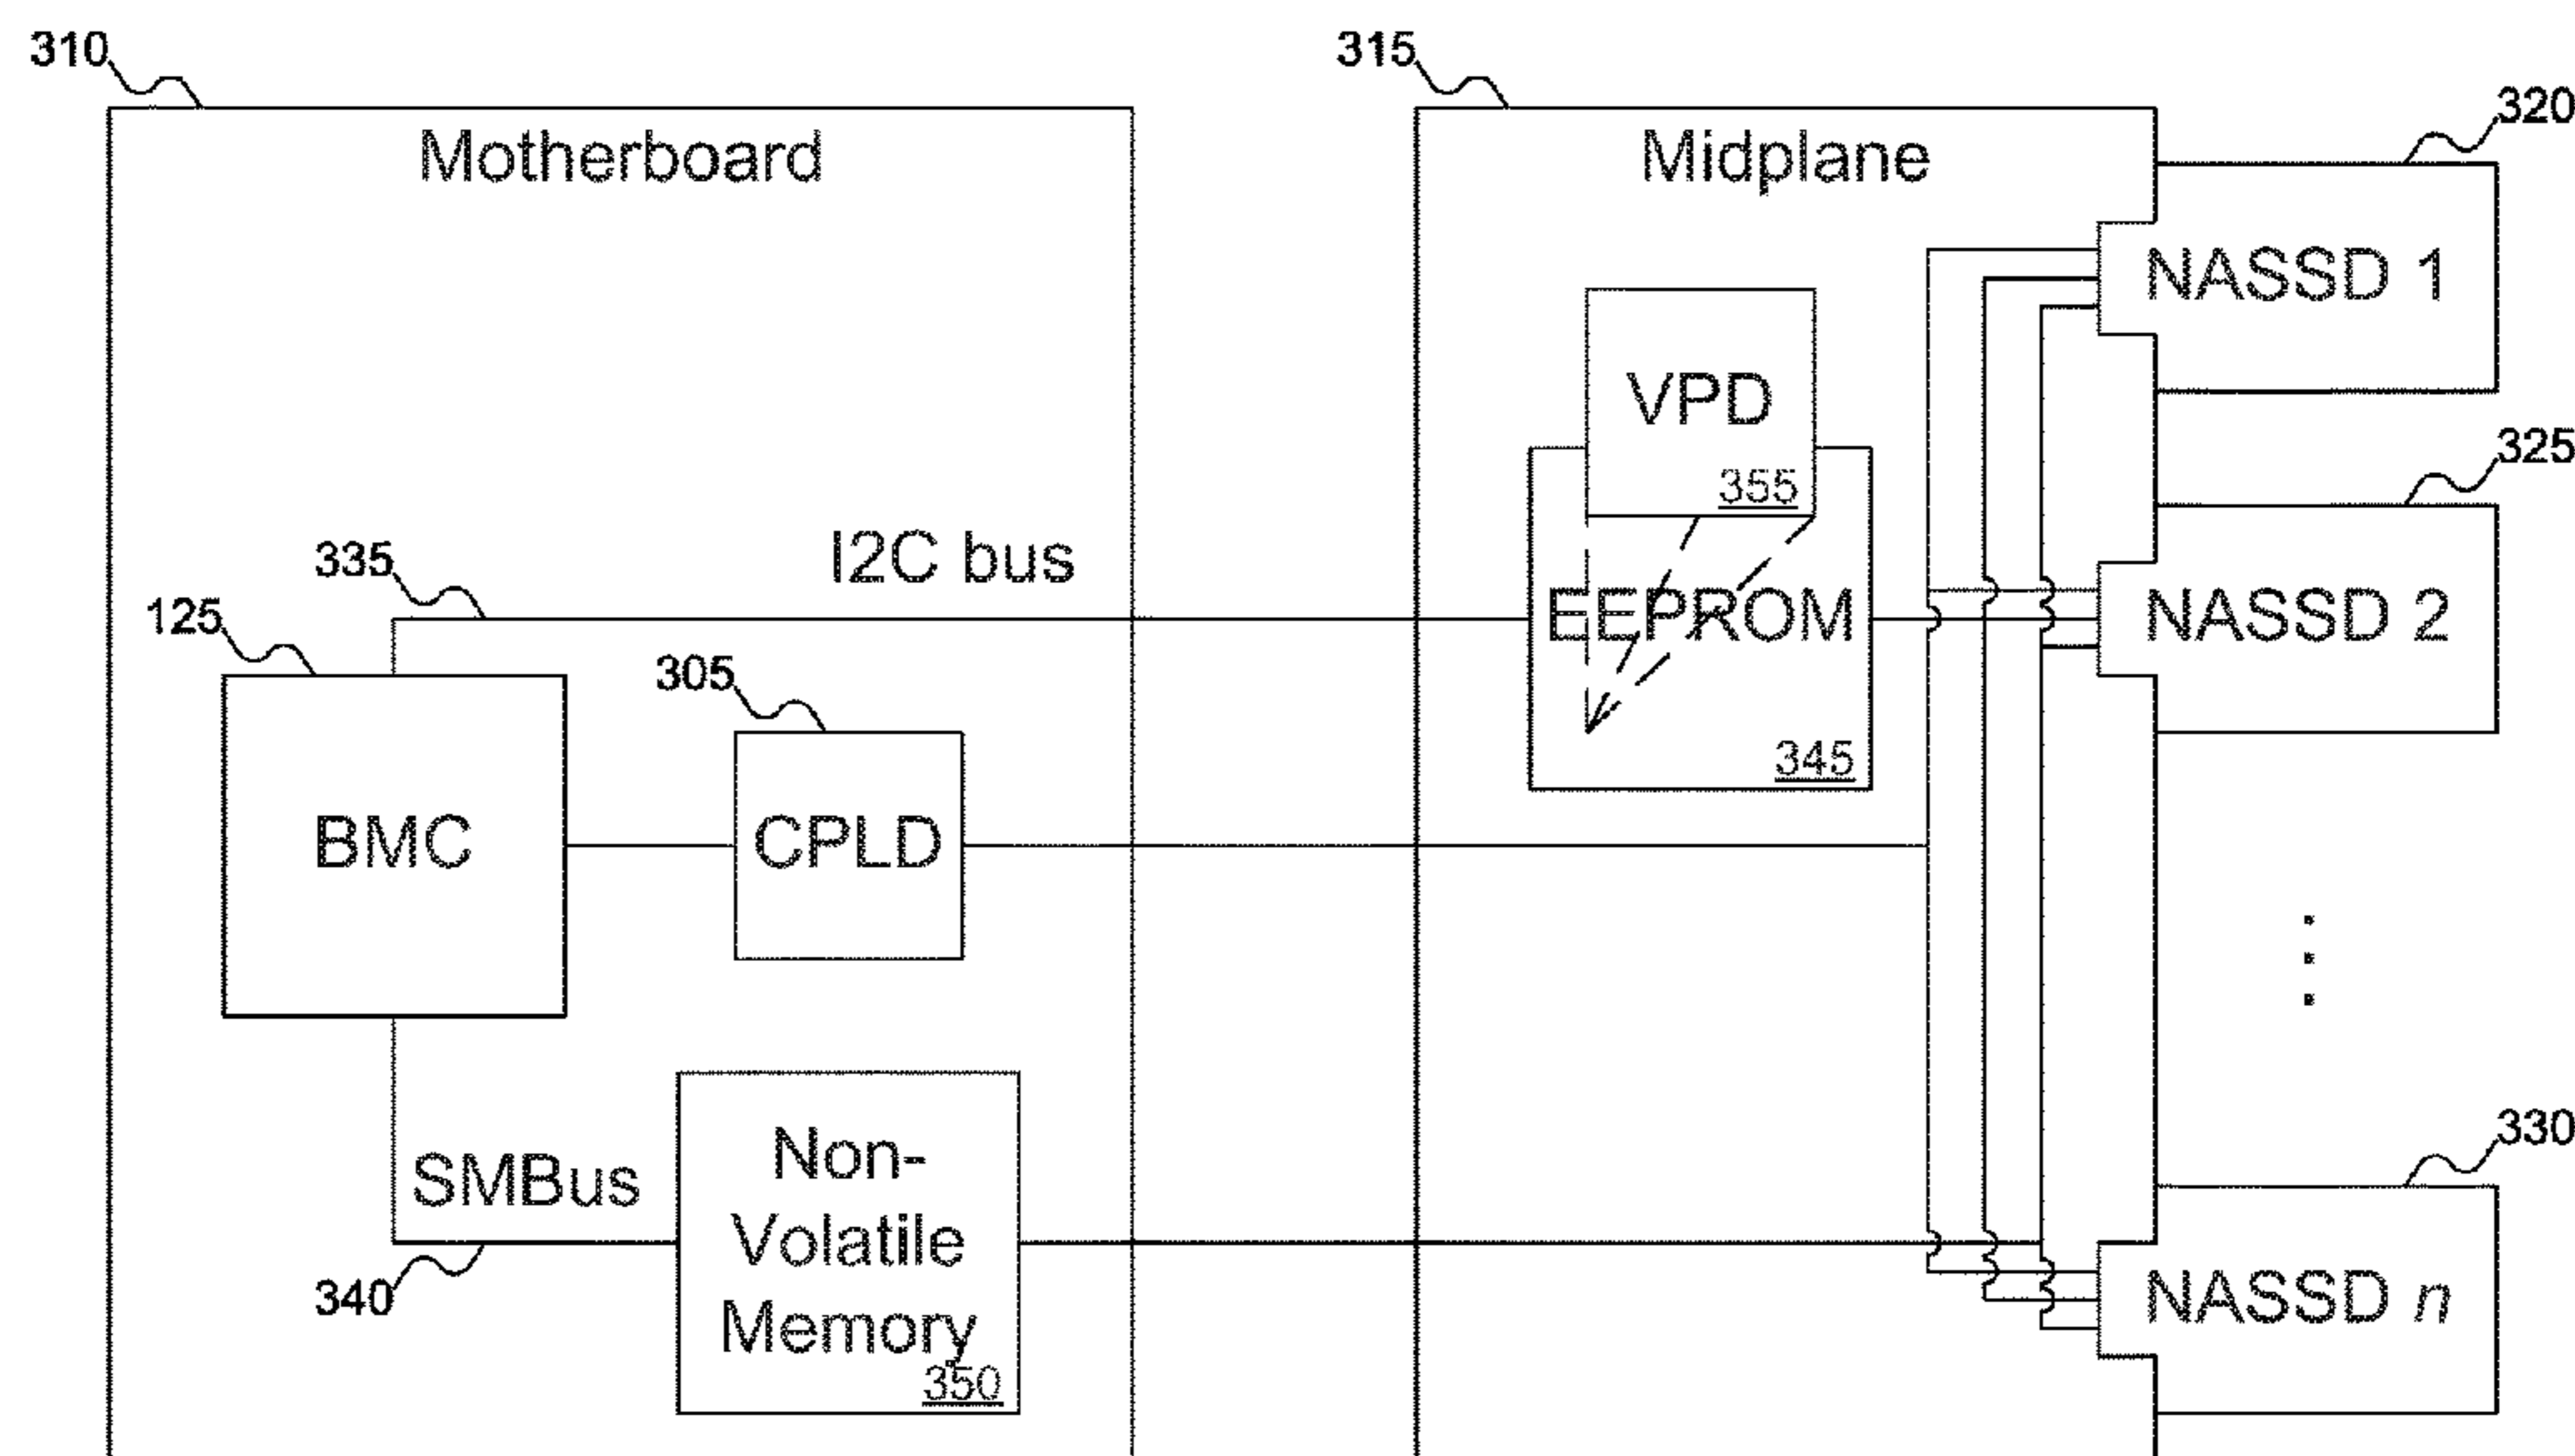 310
315
320
Motherboard
Midplane
NASSD 1
VPD
355
325
I2C bus
335
125
EEPROM
NASSD 2
305
345
BMC
CPLD
330
Non-
SMBus
Volatile
NASSD n
340
Memory
350